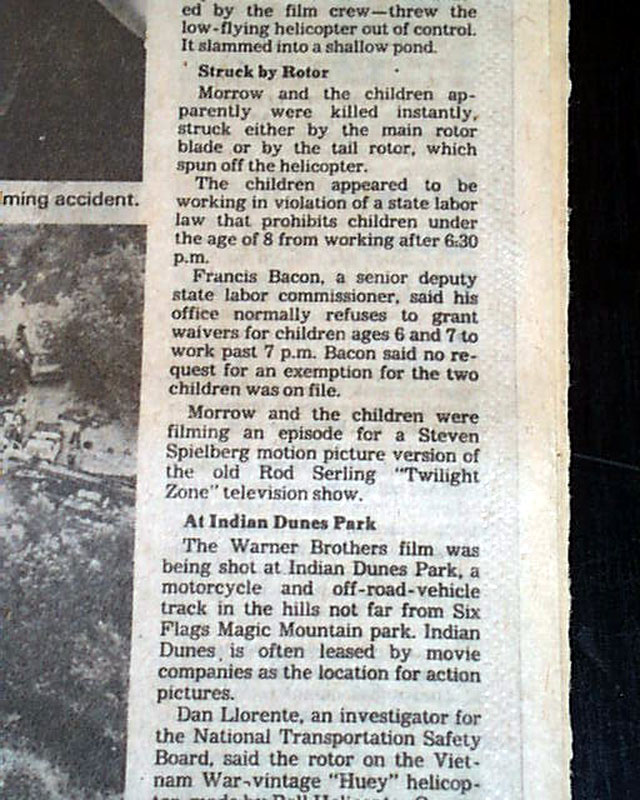 ed by the film crew—threw the
low-flying helicopter out of control.
It slammed into a shallow pond.
Struck by Rotor
Morrow and the children ap-
parently were killed instantly,
struck either by the main rotor
blade or by the tail rotor, which
spun off the helicopter.
The children appeared to be
working in violation of a state labor
law that prohibits children under
the age of 8 from working after 6:30
p.m.
Francis Bacon, a senior deputy
state labor commissioner, said his
office normally refuses to grant
waivers for children ages 6 and 7 to
work past 7 p.m. Bacon said no re-
quest for an exemption for the two
children was on file.
Morrow and the children were
filming an episode for a Steven
Spielberg motion picture version of
the old Rod Serling "Twilight
Zone" television show.
At Indian Dunes Park
The Warner Brothers film was
being shot at Indian Dunes Park, a
motorcycle and off-road-vehicle
track in the hills not far from Six
Flags Magic Mountain park. Indian
Dunes is often leased by movie
companies as the location for action
pictures.
Dan Llorente, an investigator for
the National Transportation Safety
Board, said the rotor on the Viet-
nam War-vintage "Huey" helicop-
ming accident.